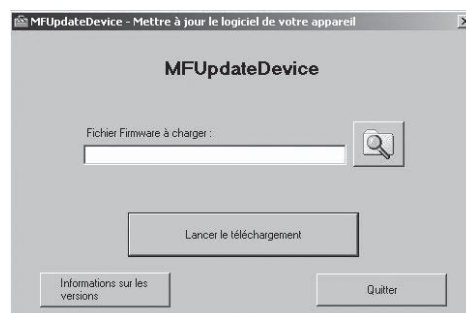 MFUpdateDevice - Mettre à jour le logiciel de votre appareil
MFUpdateDevice
Fichier Firmware à charger :
Lancer le téléchargement
Informations sur les
versions
Quitter